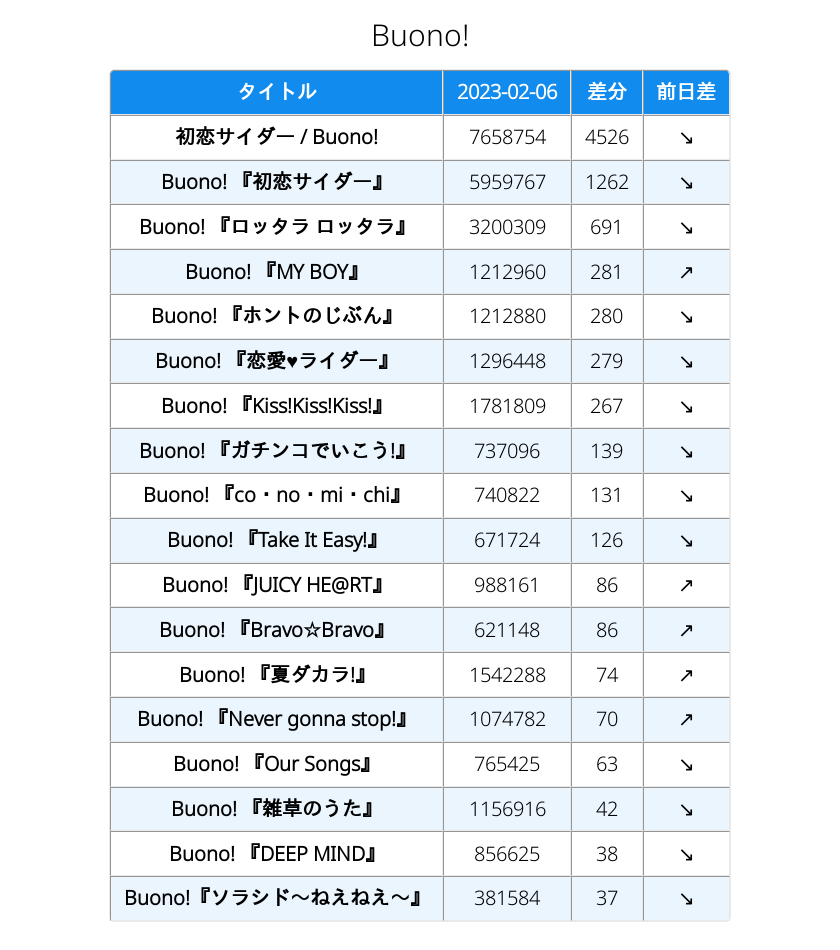 Buono!
タイトル 2023-02-06 差分 前日差
初恋サイダー / Buono! 7658754 4526 ↘
Buono! 『初恋サイダー』 5959767 1262 ↘
Buono! 『ロッタラ ロッタラ』 3200309 691 ↘
Buono! 『MY BOY』 1212960 281 ↗
Buono! 『ホントのじぶん』 1212880 280 ↘
Buono! 『恋愛♥ライダー』 1296448 279 ↘
Buono! 『Kiss!Kiss!Kiss!』 1781809 267 ↘
Buono! 『ガチンコでいこう!』 737096 139 ↘
Buono! 『co・no・mi・chi』 740822 131 ↘
Buono! 『Take It Easy!』 671724 126 ↘
Buono! 『JUICY HE@RT』 988161 86 ↗
Buono! 『Bravo☆Bravo』 621148 86 ↗
Buono! 『夏ダカラ!』 1542288 74 ↗
Buono! 『Never gonna stop!』 1074782 70 ↗
Buono! 『Our Songs』 765425 63 ↘
Buono! 『雑草のうた』 1156916 42 ↘
Buono! 『DEEP MIND』 856625 38 ↘
Buono!『ソラシド〜ねえねえ〜』 381584 37 ↘